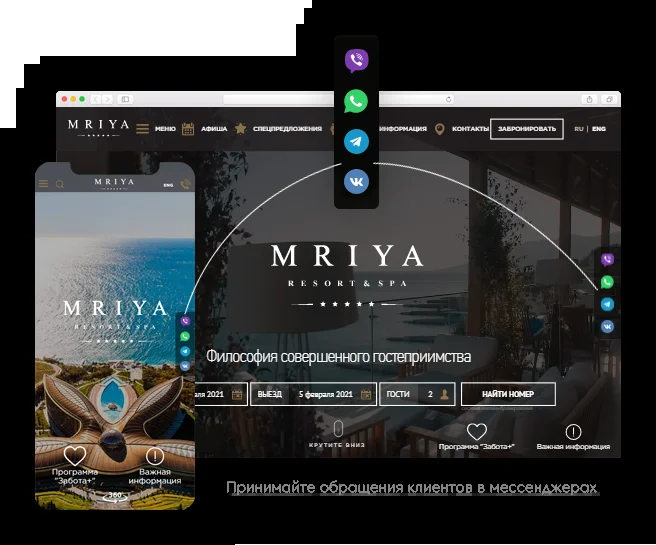 MRIYA
МЕНЮ
АФИША
СПЕЦПРЕДЛОЖЕНИЯ
ИНФОРМАЦИЯ
КОНТАКТЫ
ЗАБРОНИРОВАТЬ
RU | ENG
MRIYA
ENG
MRIYA
RESORT & SPA
MRIYA
RESORT & SPA
Философия совершенного гостеприимства
2021
ВЫЕЗД
5 февраля 2021
ГОСТИ
2
НАЙТИ НОМЕР
КРУТИТЕ ВНИЗ
Программа "Забота+"
Важная информация
Программа
"Забота+"
Важная
информация
360
Принимайте обращения клиентов в мессенджерах